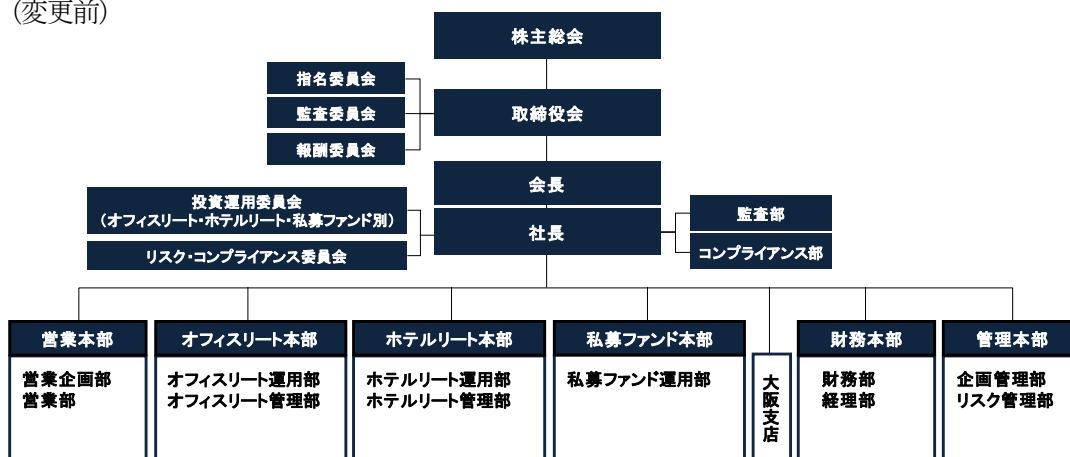 (変更前)
株主総会
指名委員会
監査委員会
報酬委員会
取締役会
会長
社長
投資運用委員会
(オフィスリート・ホテルリート・私募ファンド別)
リスク・コンプライアンス委員会
監査部
コンプライアンス部
営業本部
営業企画部
営業部
オフィスリート本部
オフィスリート運用部
オフィスリート管理部
ホテルリート本部
ホテルリート運用部
ホテルリート管理部
私募ファンド本部
私募ファンド運用部
大阪支店
財務本部
財務部
経理部
管理本部
企画管理部
リスク管理部